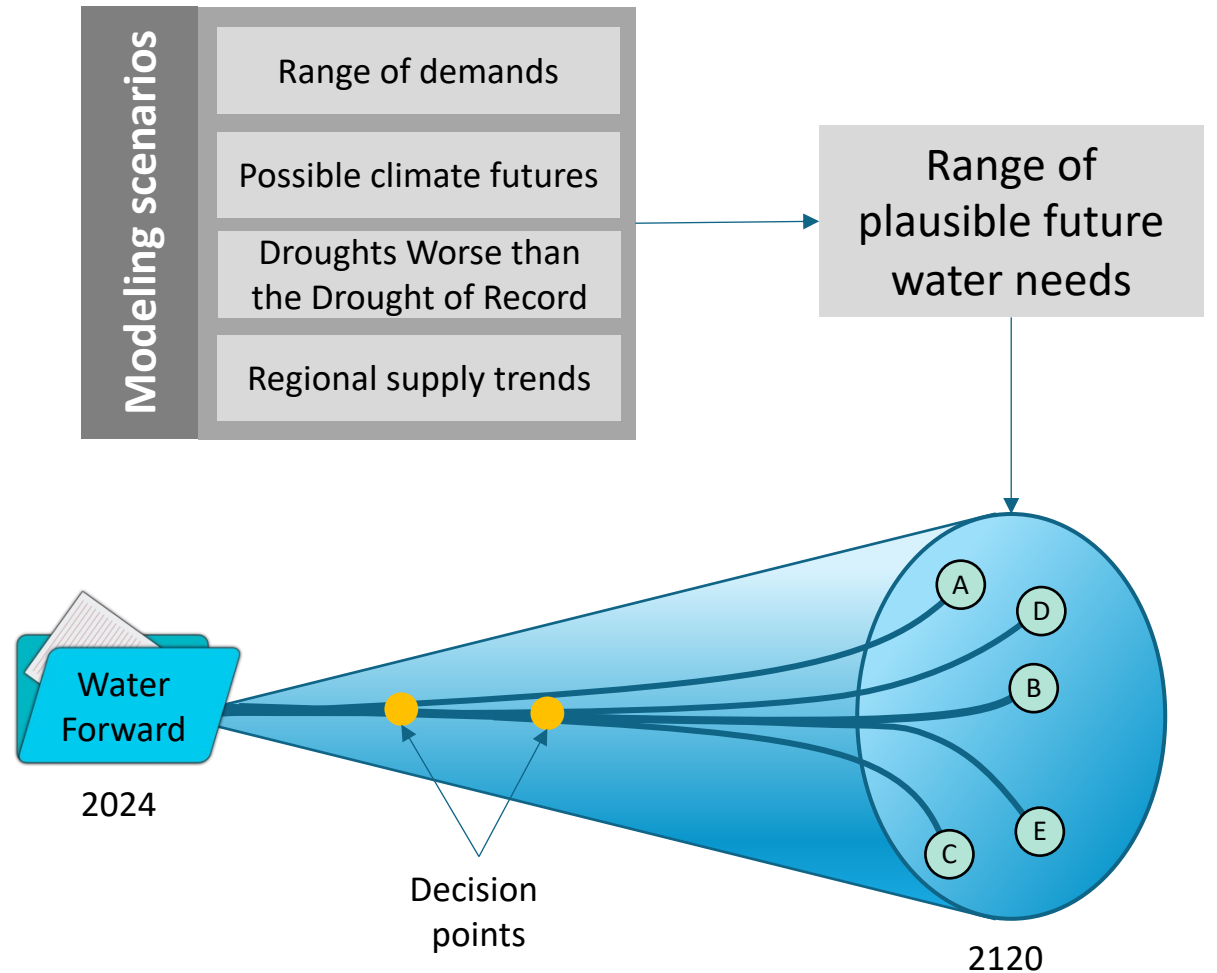 Modeling scenarios
Range of demands
Possible climate futures
Droughts Worse than
the Drought of Record
Regional supply trends
Range of
plausible future
water needs
Water
Forward
2024
Decision
points
A
D
B
E
C
2120